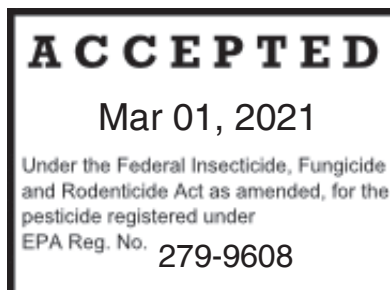 ACCEPTED
Mar 01, 2021
Under the Federal Insecticide, Fungicide
and Rodenticide Act as amended, for the
pesticide registered under
EPA Reg. No. 279-9608